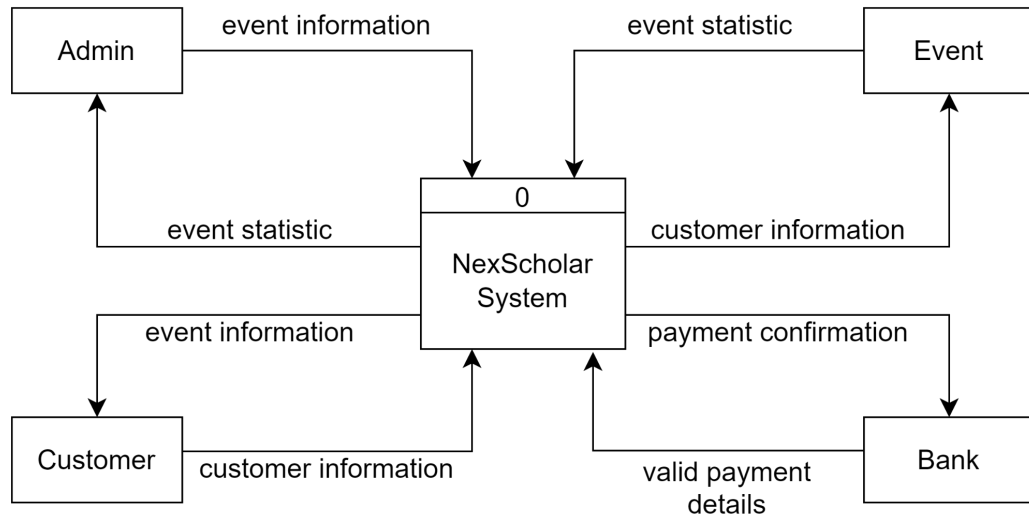 event information
event statistic
Admin
Event
0
event statistic
customer information
NexScholar
System
event information
payment confirmation
Customer
Bank
customer information
valid payment
details